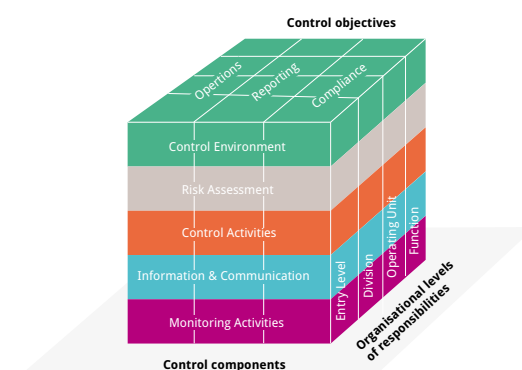 Control objectives
Opertions
Reporting
Compliance
Control Environment
Risk Assessment
Control Activities
Information & Communication
Monitoring Activities
Entry Level
Division
Operating Unit
Function
Organisational levels
of responsibilities
Control components